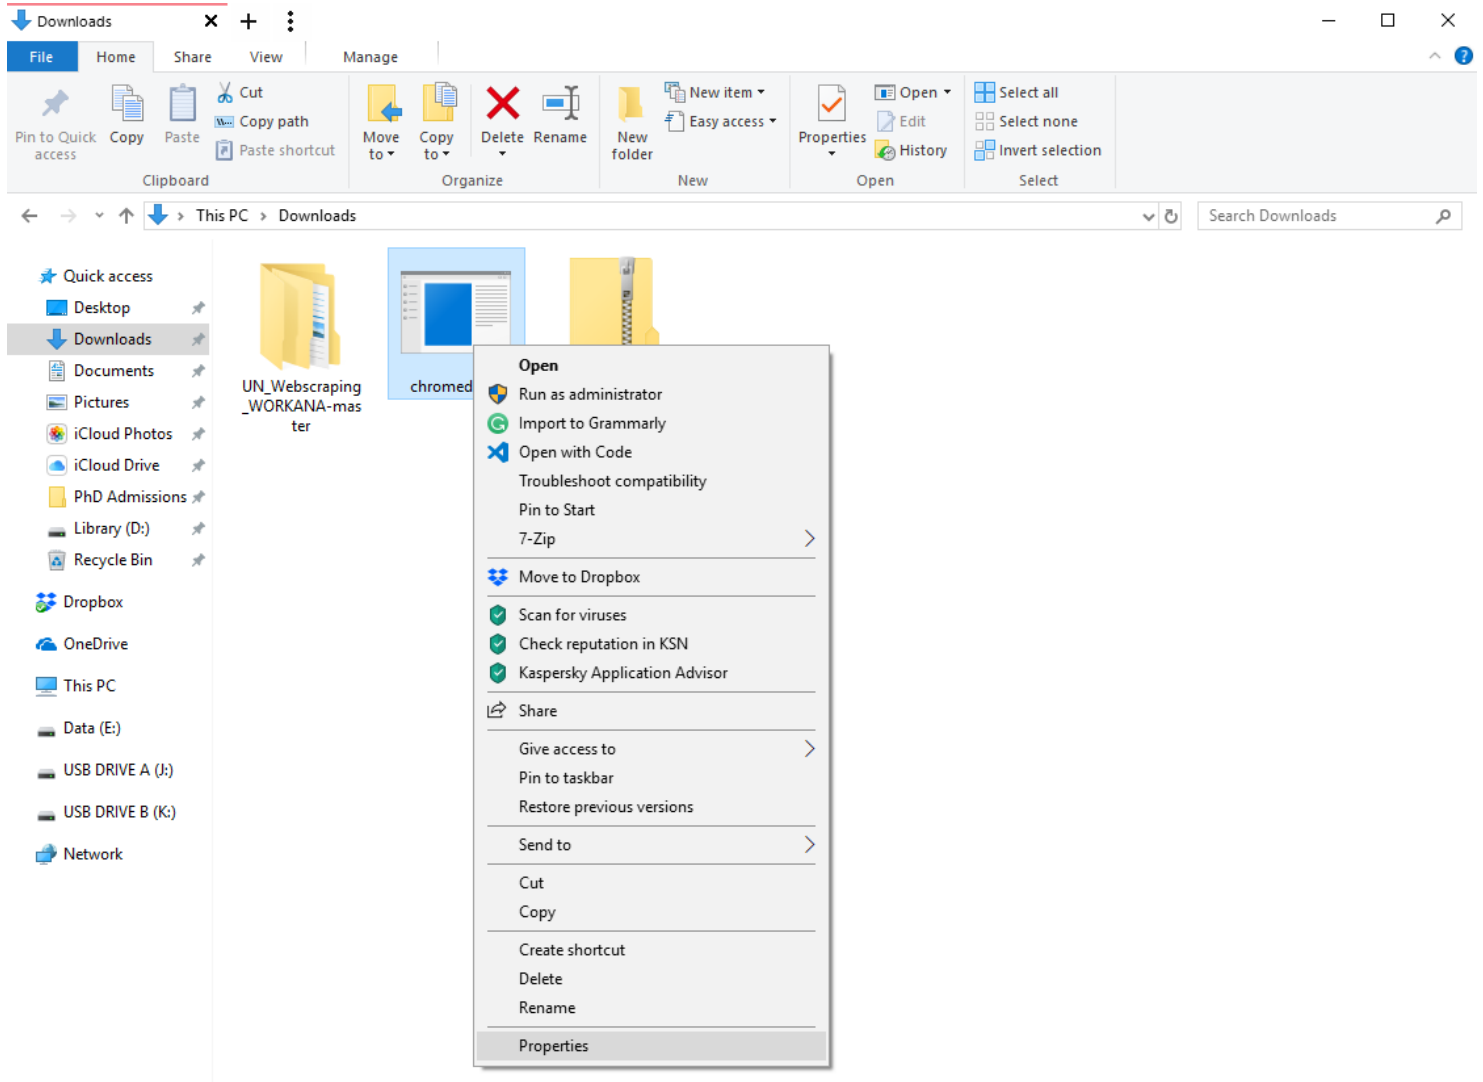 Downloads
File Home Share View Manage
Pin to Quick access
Copy
Paste
Cut
Copy path
Paste shortcut
Clipboard
Move to
Copy to
Delete
Rename
Organize
New folder
New item
Easy access
New
Properties
Open
Edit
History
Open
Select all
Select none
Invert selection
Select
This PC > Downloads
Search Downloads
Quick access
Desktop
Downloads
Documents
Pictures
iCloud Photos
iCloud Drive
PhD Admissions
Library (D:)
Recycle Bin
Dropbox
OneDrive
This PC
Data (E:)
USB DRIVE A (J:)
USB DRIVE B (K:)
Network
UN_Webscraping
_WORKANA-mas
ter
chromed
Open
Run as administrator
Import to Grammarly
Open with Code
Troubleshoot compatibility
Pin to Start
7-Zip
Move to Dropbox
Scan for viruses
Check reputation in KSN
Kaspersky Application Advisor
Share
Give access to
Pin to taskbar
Restore previous versions
Send to
Cut
Copy
Create shortcut
Delete
Rename
Properties